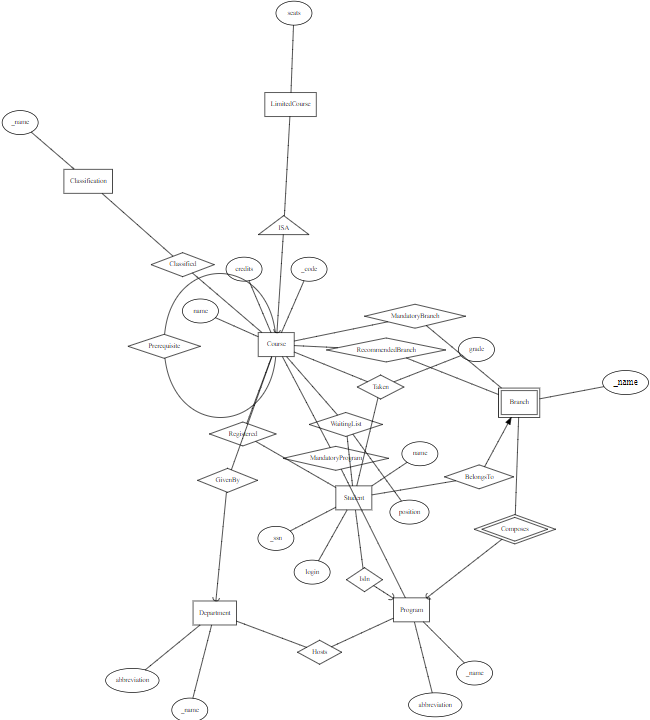 seats
LimitedCourse
_name
Classification
ISA
Classified
credits
_code
name
MandatoryBranch
Course
Prerequisite
RecommendedBranch
grade
Taken
_name
Branch
WaitingList
Registered
name
MandatoryProgram
BelongsTo
GivenBy
Student
position
Composes
_ssn
login
IsIn
Department
Program
Hosts
_name
abbreviation
abbreviation
_name